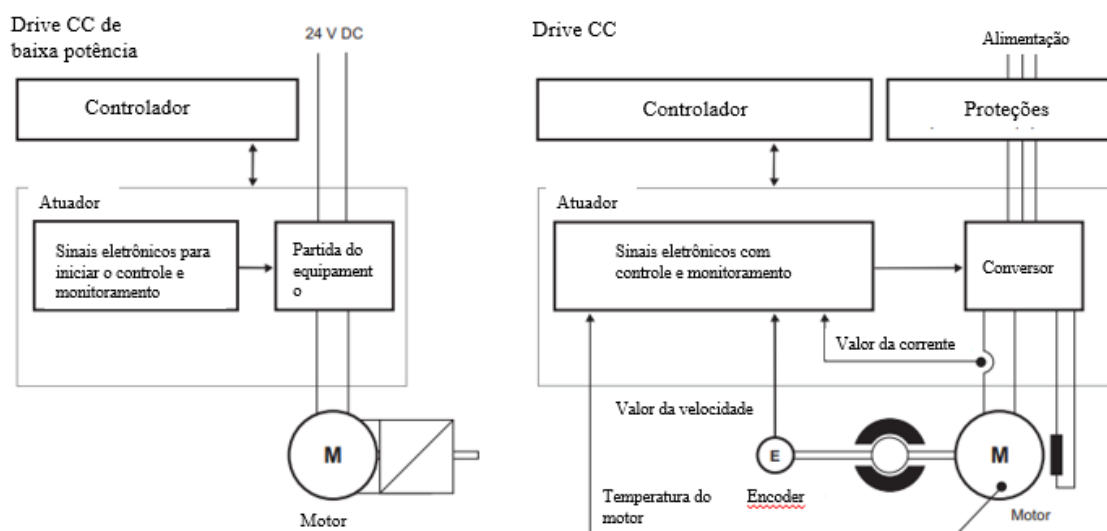 Drive CC de
baixa potência
24 V DC
Controlador
Atuador
Sinais eletrônicos para
iniciar o controle e
monitoramento
Partida do
equipament
o
M
Motor
Drive CC
Alimentação
Controlador
Proteções
Atuador
Sinais eletrônicos com
controle e monitoramento
Conversor
Valor da corrente
Valor da velocidade
E
M
Temperatura do
motor
Encoder
Motor